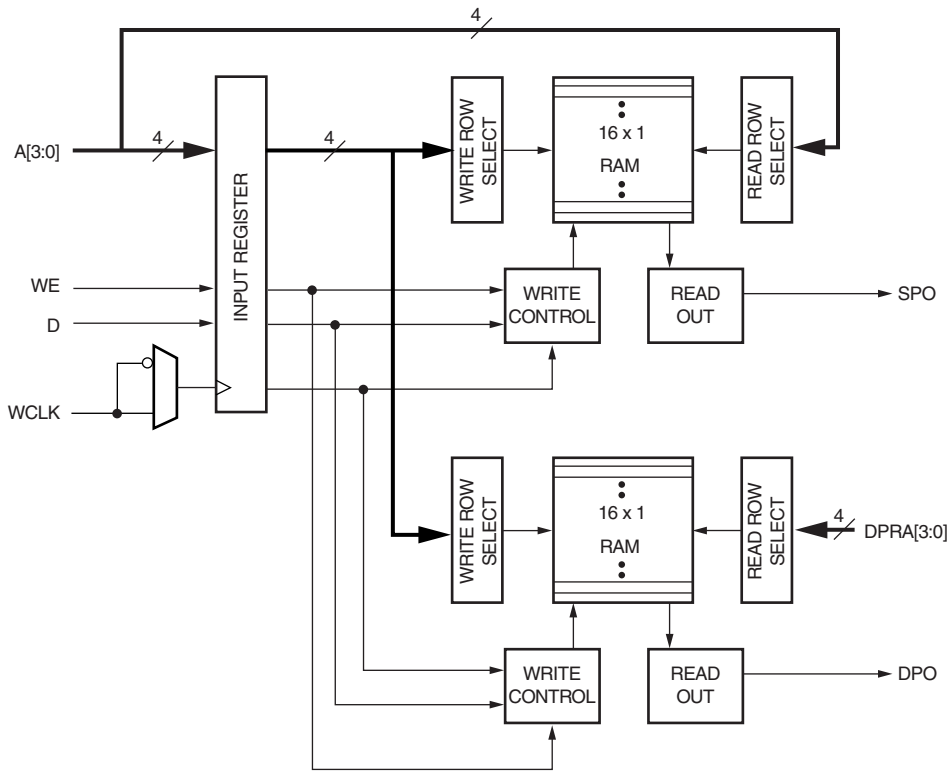 4
A[3:0]
4
INPUT REGISTER
4
WRITE ROW
SELECT
16 x 1
RAM
READ ROW
SELECT
WE
D
WCLK
WRITE
CONTROL
READ
OUT
SPO
WRITE ROW
SELECT
16 x 1
RAM
READ ROW
SELECT
4
DPRA[3:0]
WRITE
CONTROL
READ
OUT
DPO